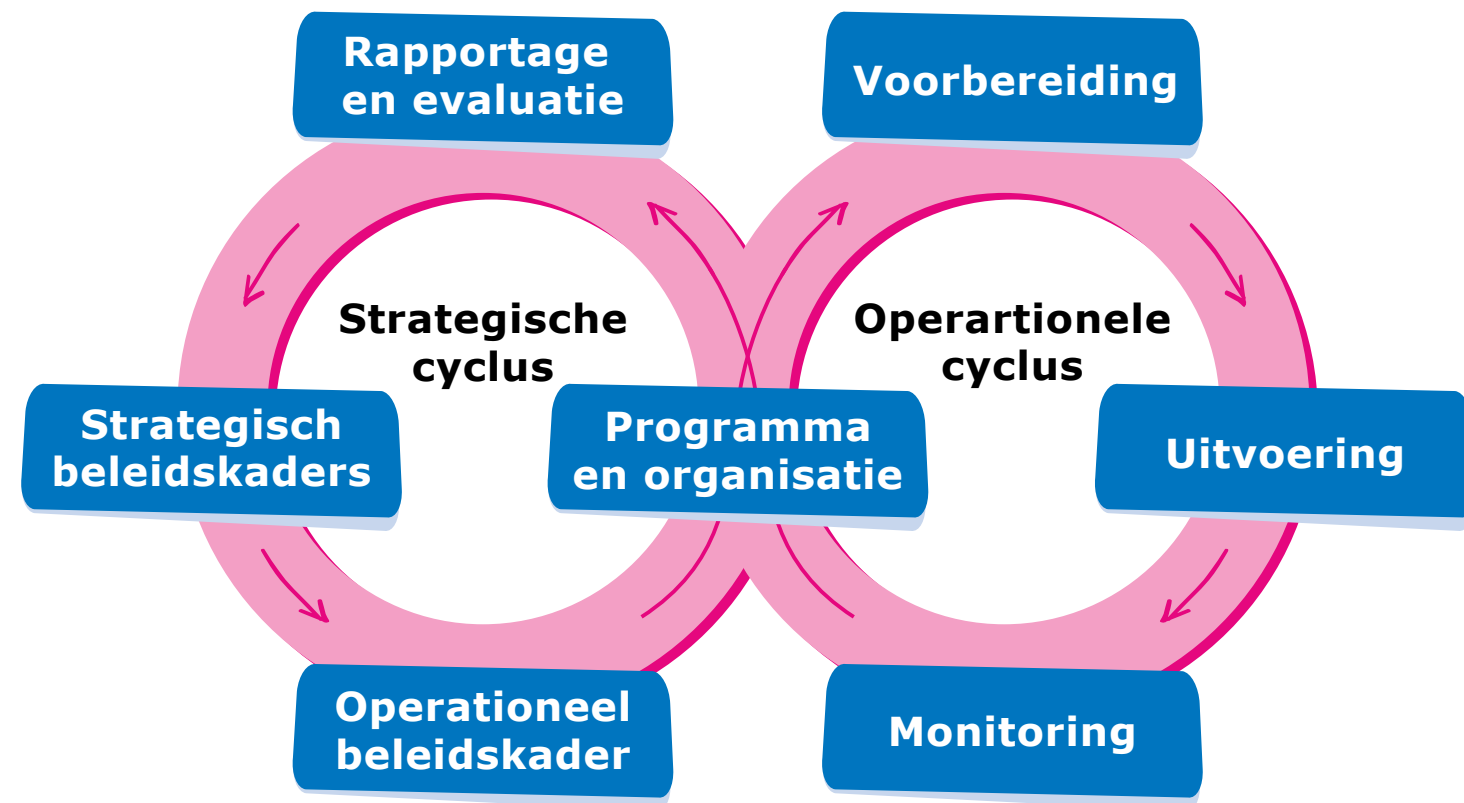 Rapportage
en evaluatie
Voorbereiding
Strategische
cyclus
Operartionele
cyclus
Strategisch
beleidskaders
Programma
en organisatie
Uitvoering
Operationeel
beleidskader
Monitoring